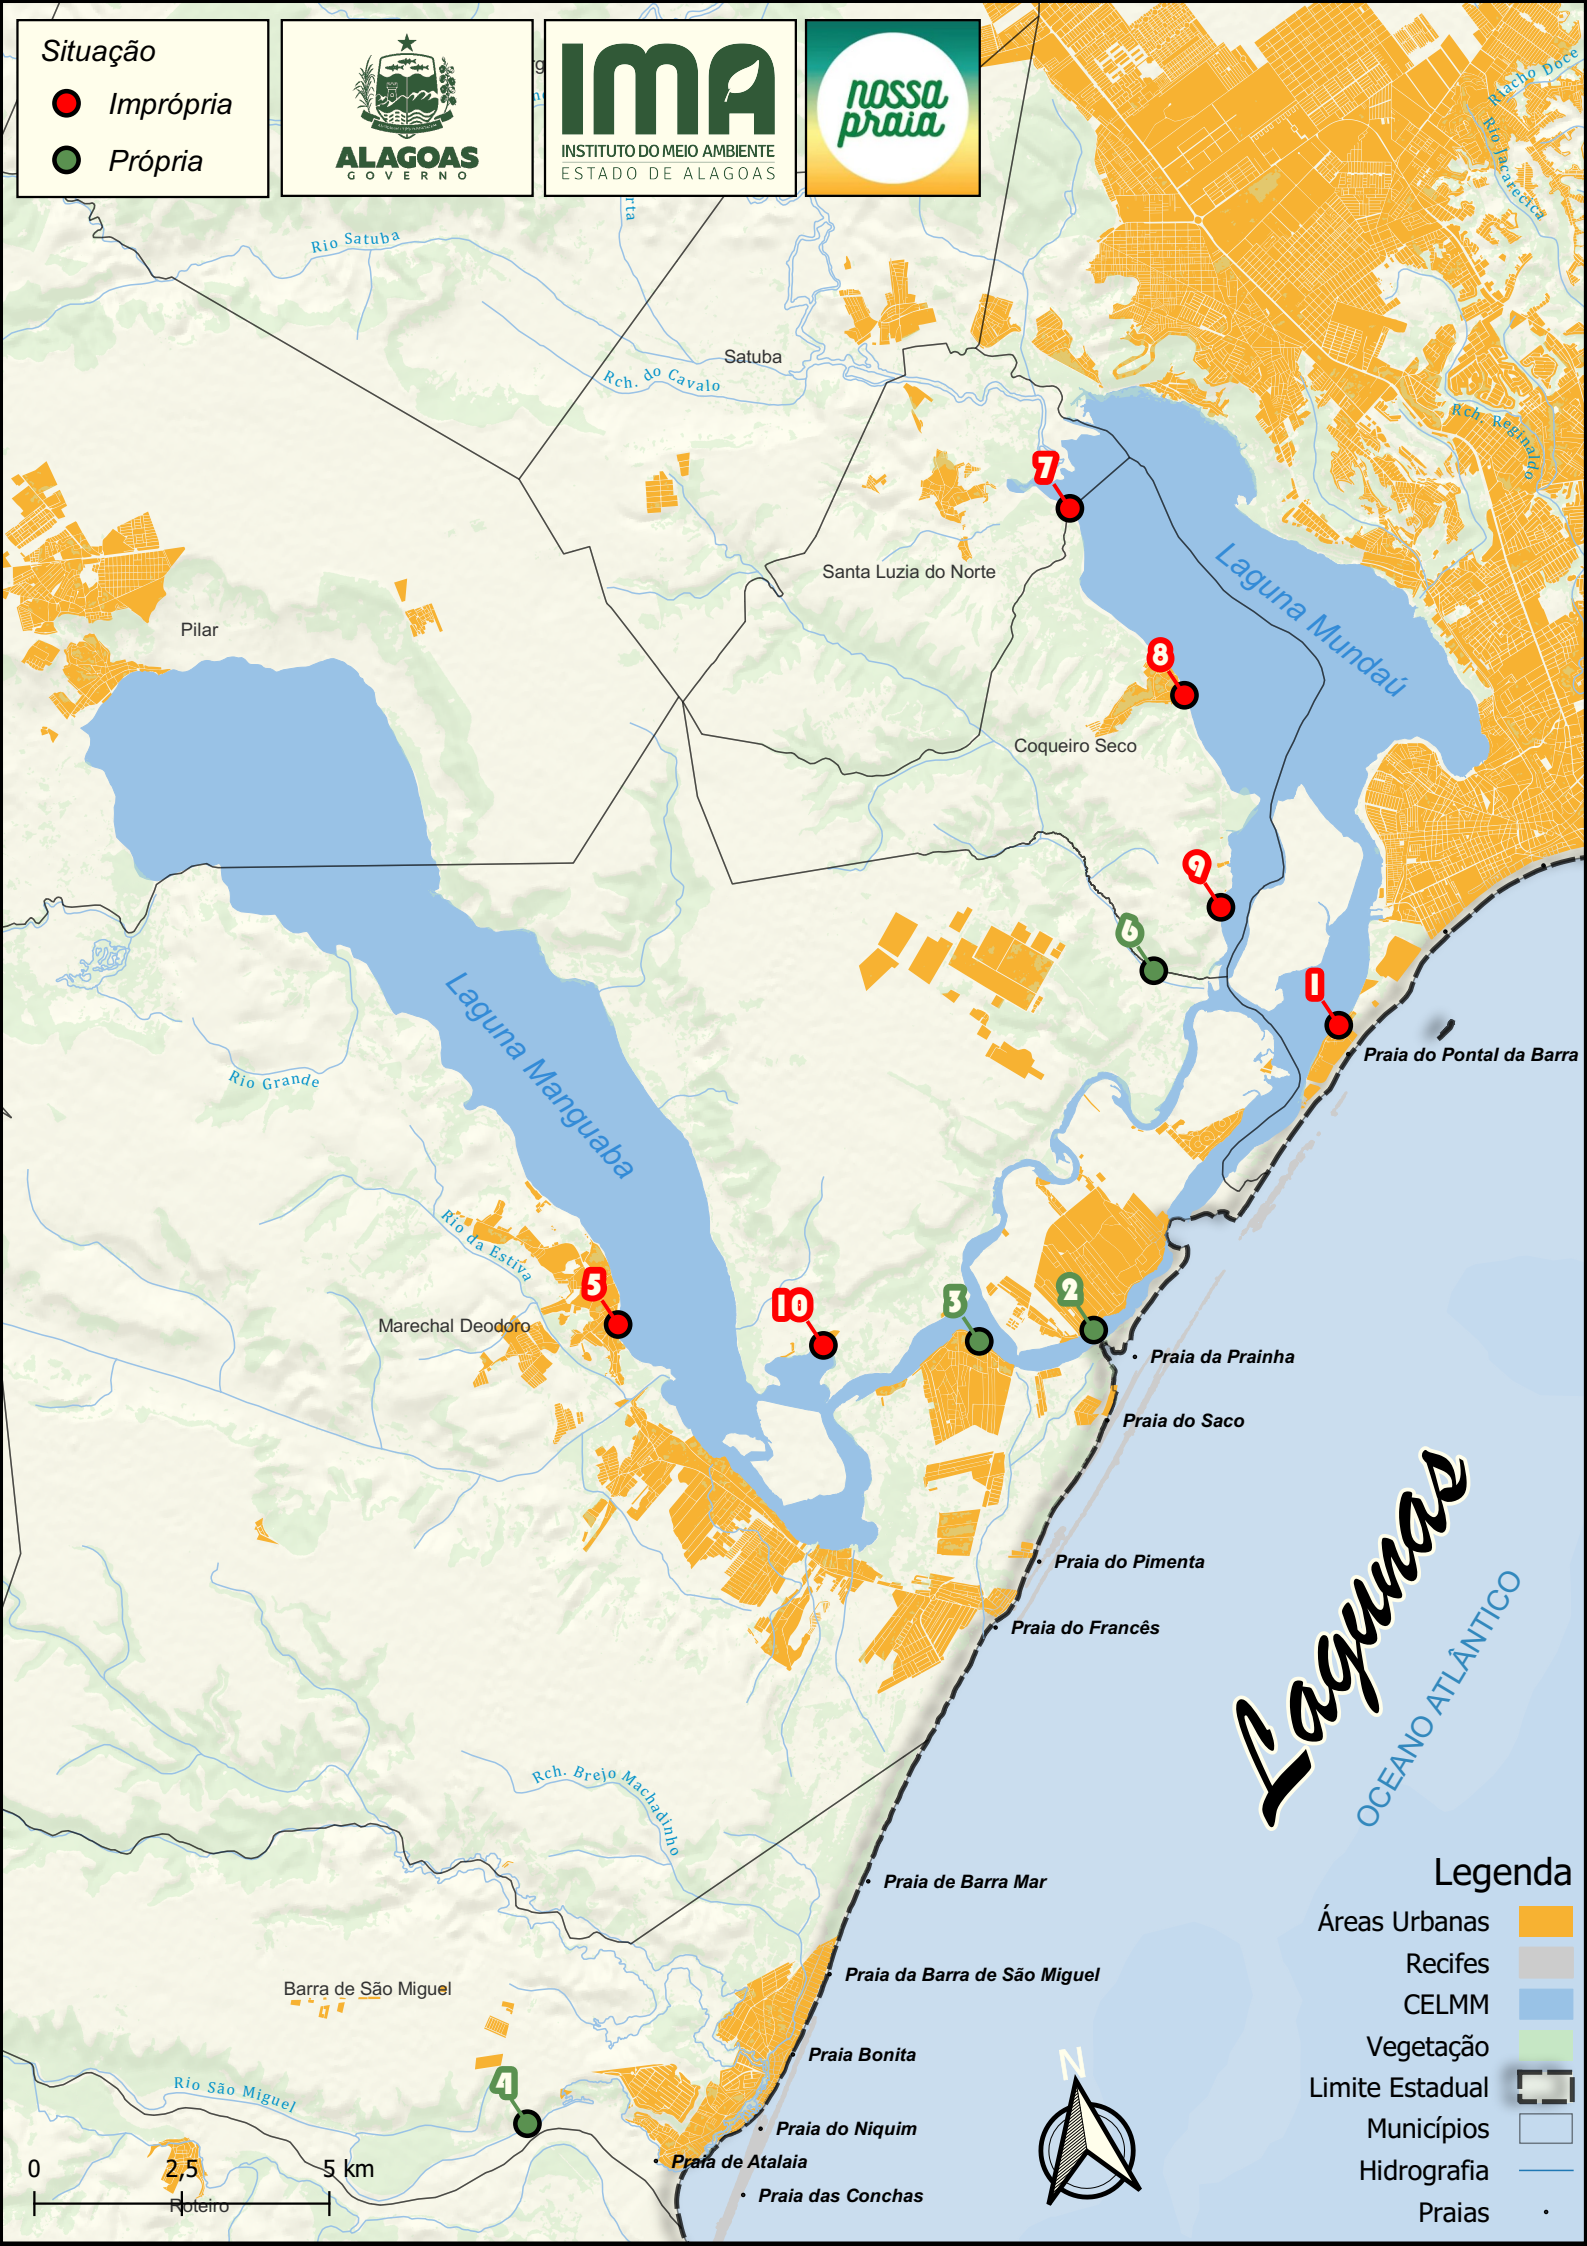 Situação
Imprópria
Própria
ALAGOAS
GOVERNO
IMA
INSTITUTO DO MEIO AMBIENTE
ESTADO DE ALAGOAS
nossa
praia
Riacho Doce
Rio Jacarecica
Rio Satuba
Satuba
Rch. do Cavalo
Rch. Reginaldo
7
Santa Luzia do Norte
Laguna Mundaú
Pilar
8
Coqueiro Seco
9
6
1
Laguna Manguaba
Praia do Pontal da Barra
Rio Grande
Rio da Estiva
5
10
3
2
Marechal Deodoro
Praia da Prainha
Praia do Saco
Praia do Pimenta
Praia do Francês
Lagunas
OCEANO ATLÂNTICO
Rch. Brejo Machadinho
Praia de Barra Mar
Praia da Barra de São Miguel
Barra de São Miguel
Praia Bonita
4
Rio São Miguel
Praia do Niquim
Praia de Atalaia
Praia das Conchas
0 2,5 5 km
Roteiro
N
Legenda
Áreas Urbanas
Recifes
CELMM
Vegetação
Limite Estadual
Municípios
Hidrografia
Praias